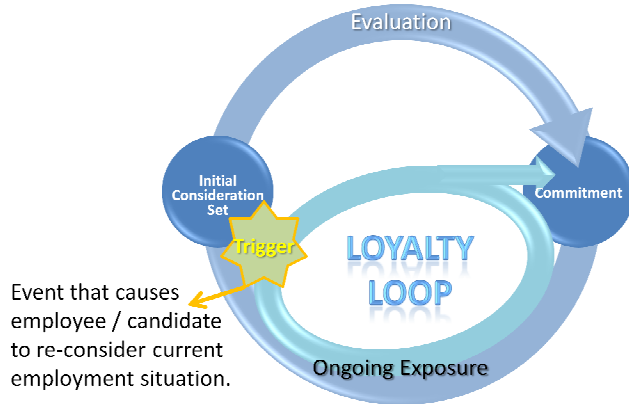 Evaluation
Initial
Consideration
Set
Commitment
Trigger
LOYALTY
LOOP
Event that causes
employee / candidate
to re-consider current
employment situation.
Ongoing Exposure